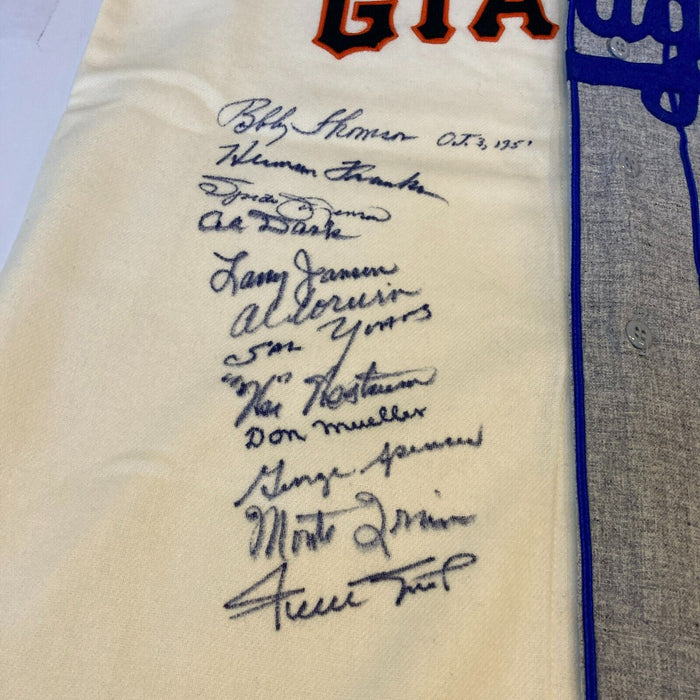 GIA
Bobby Thomson Oct. 3, 1951
Herman Franks
Al Dark
Larry Jansen
Al Corwin
Sal Yvars
"Wes" Westrum
Don Mueller
George Spencer
Monte Irvin
Willie Mays